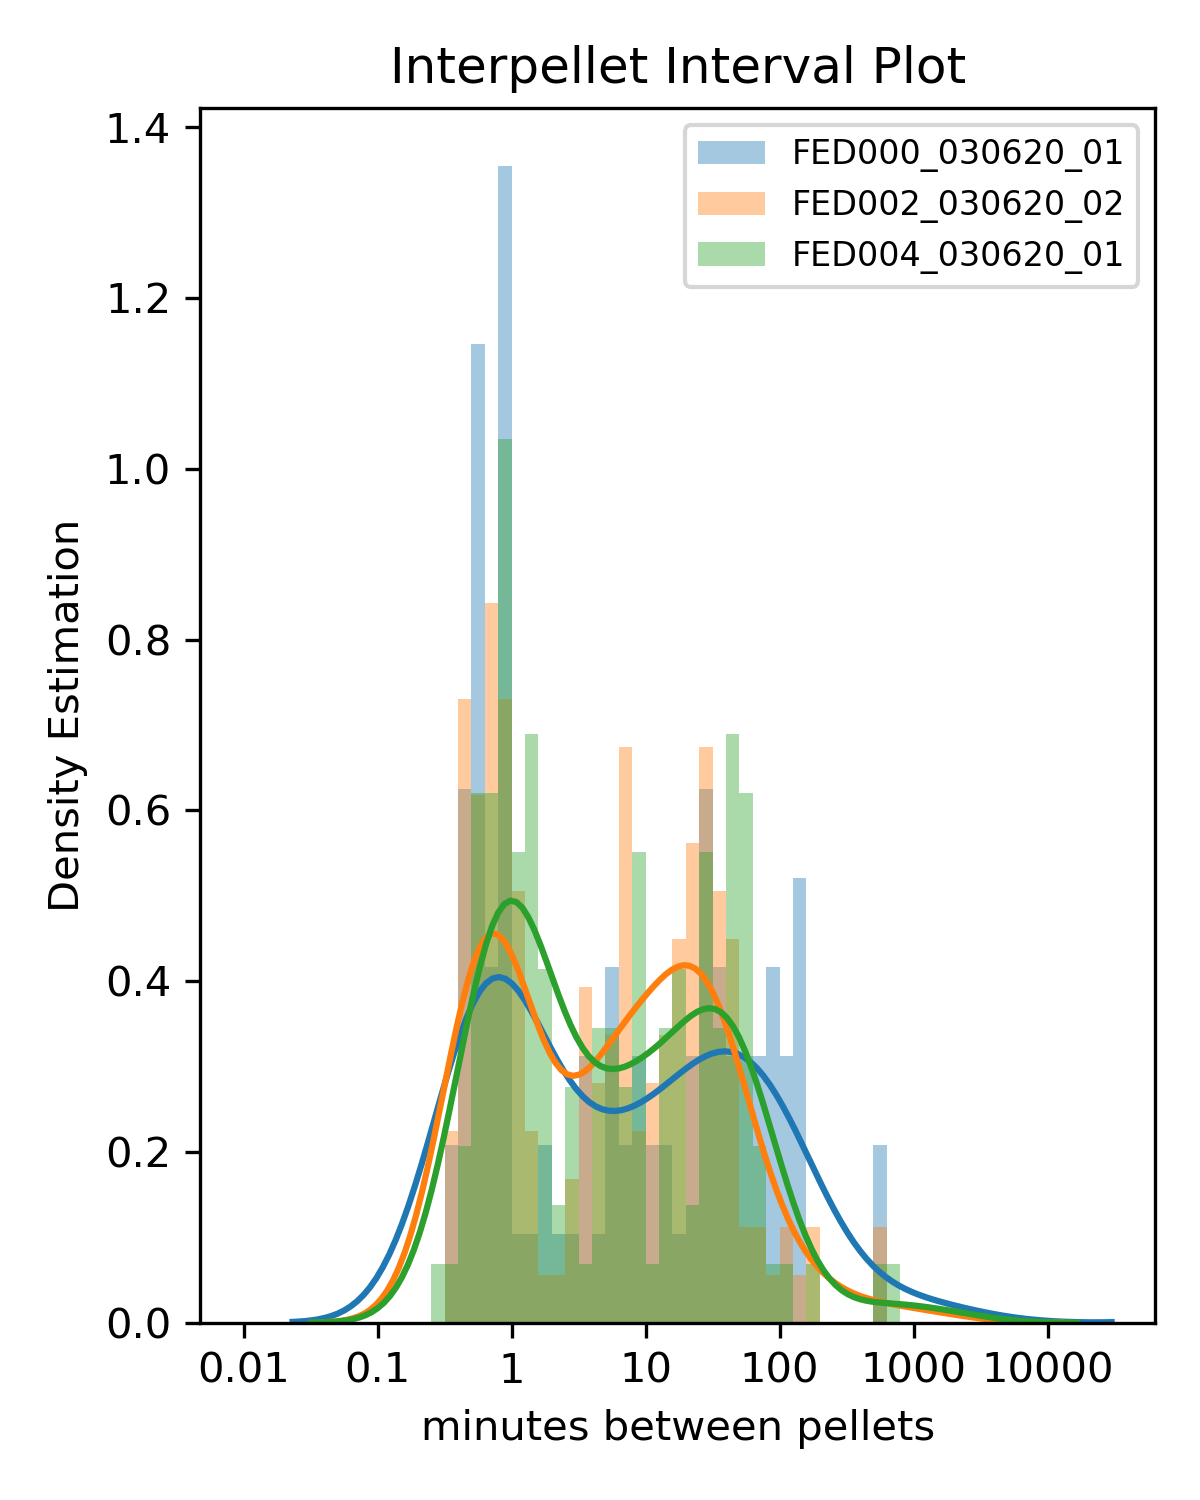 Interpellet Interval Plot
FED000_030620_01
FED002_030620_02
FED004_030620_01
Density Estimation
1.4
1.2
1.0
0.8
0.6
0.4
0.2
0.0
0.01 0.1 1 10 100 1000 10000
minutes between pellets